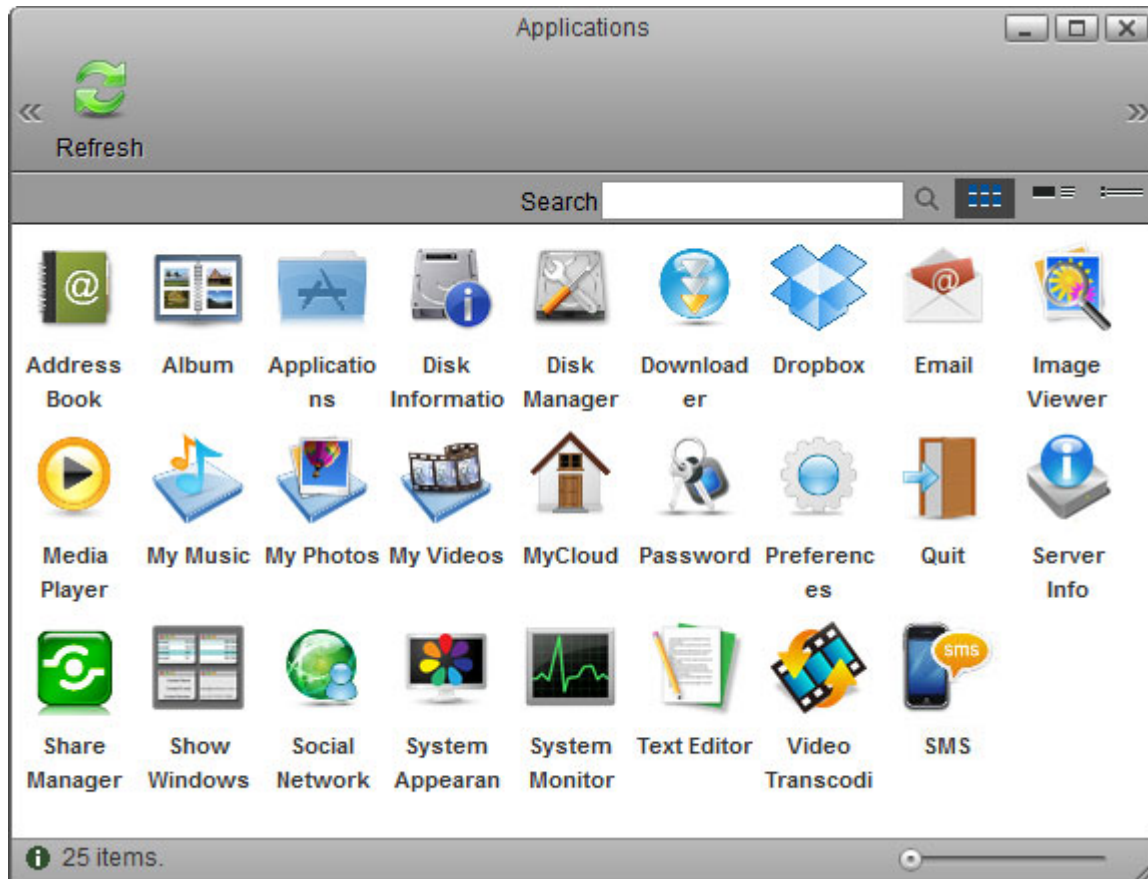 Applications
Refresh
Search
Address Album Applicatio Disk Disk Download Dropbox Email Image
Book ns Informatio Manager er Viewer
Media My Music My Photos My Videos MyCloud Password Preferenc Quit Server
Player es Info
sms
Share Show Social System System Text Editor Video SMS
Manager Windows Network Appearan Monitor Transcodi
25 items.